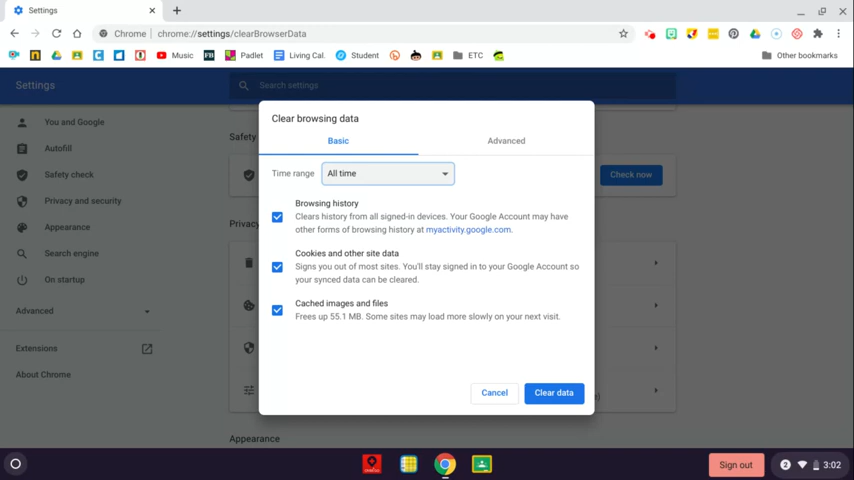 Settings
Chrome | chrome://settings/clearBrowserData
Music FB Padlet Living Cal. Student ETC Other bookmarks
Settings
Search settings
You and Google
Autofill
Safety check
Privacy and security
Appearance
Search engine
On startup
Advanced
Extensions
About Chrome
Safety
Check now
Privacy
Appearance
Clear browsing data
Basic Advanced
Time range All time
Browsing history
Clears history from all signed-in devices. Your Google Account may have
other forms of browsing history at myactivity.google.com.
Cookies and other site data
Signs you out of most sites. You'll stay signed in to your Google Account so
your synced data can be cleared.
Cached images and files
Frees up 55.1 MB. Some sites may load more slowly on your next visit.
Cancel Clear data
Sign out 2 3:02